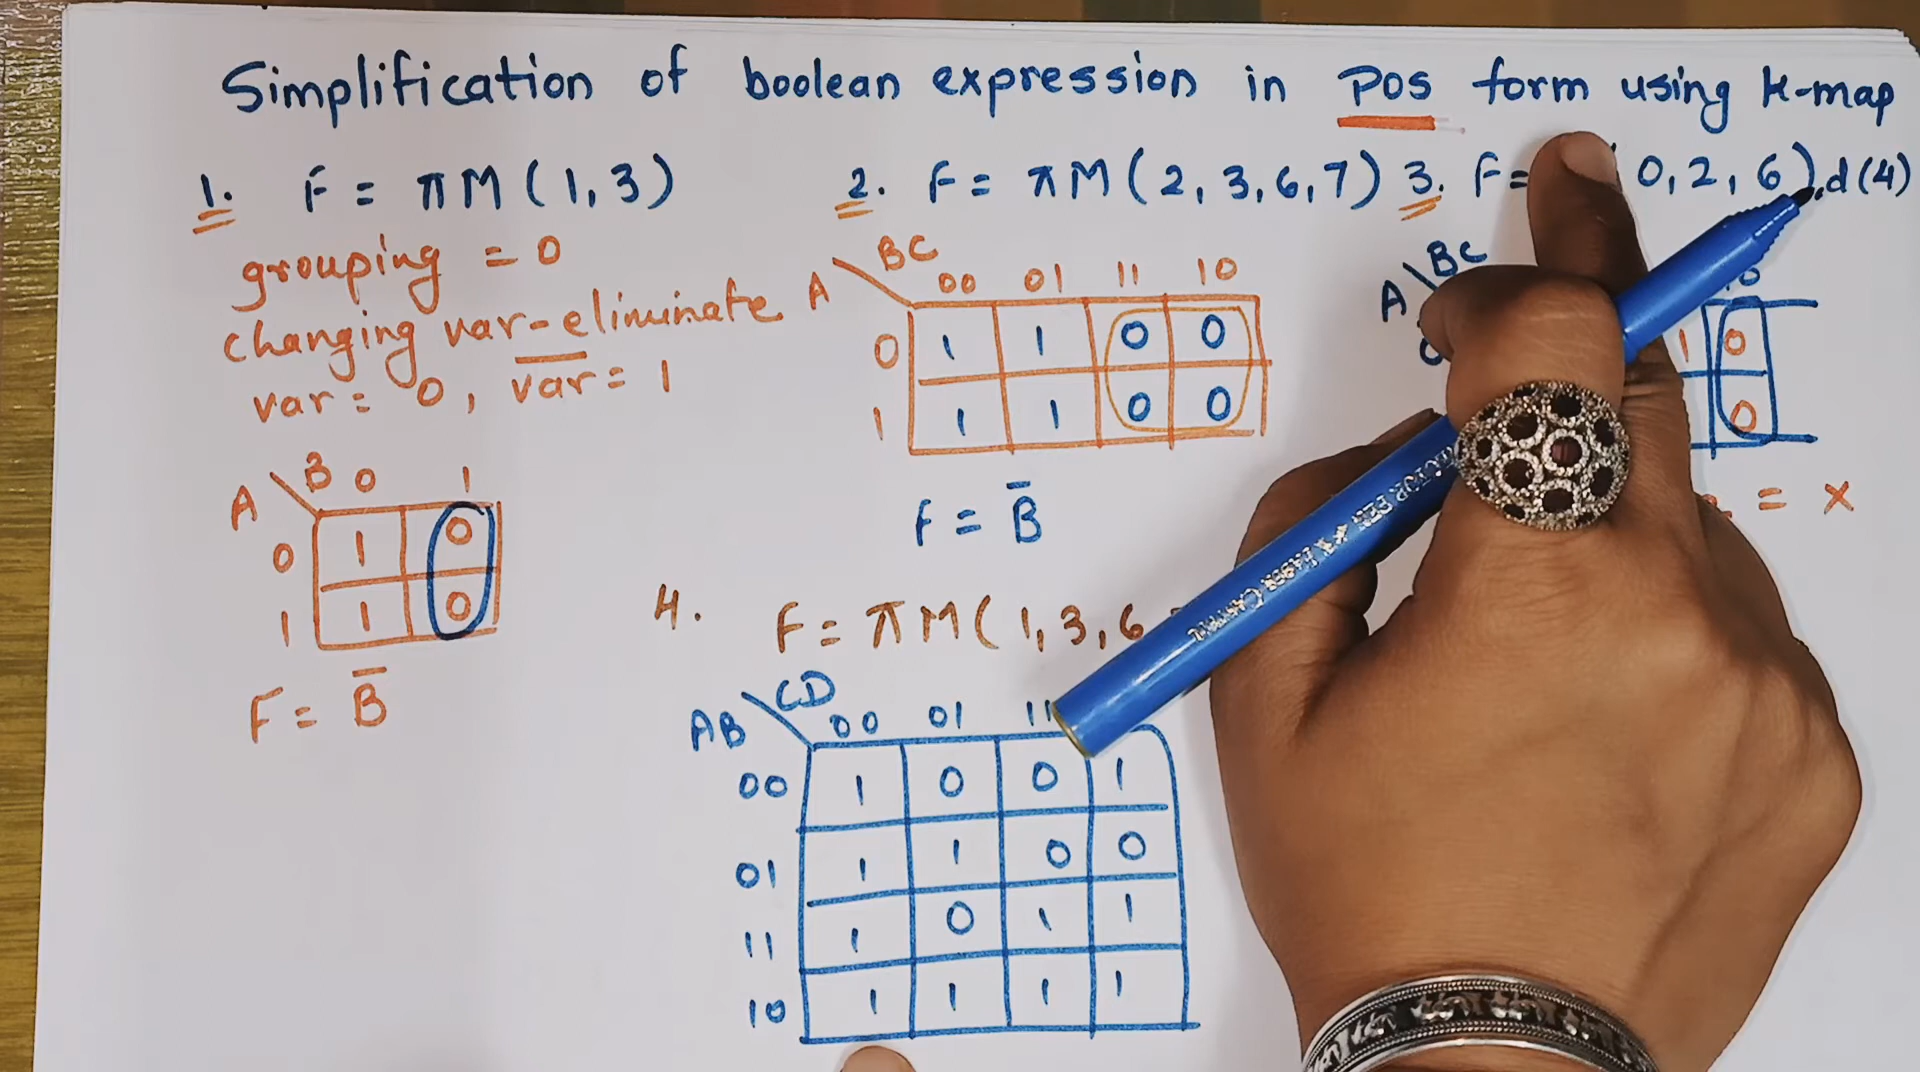 Simplification of boolean expression in POS form using K-map
1. F = πM(1,3)
grouping = 0
changing var-eliminate
var = 0, v̅a̅r̅ = 1
A B 0 1
0 1 0
1 1 0
F = B̅
2. F = πM(2,3,6,7)
A BC 00 01 11 10
0 1 1 0 0
1 1 1 0 0
F = B̅
3. F = 0,2,6).d(4)
A BC
1 0
0
= x
4. F = πM(1,3,6
AB CD 00 01 11
00 1 0 0 1
01 1 1 0 0
11 1 0 1 1
10 1 1 1 1